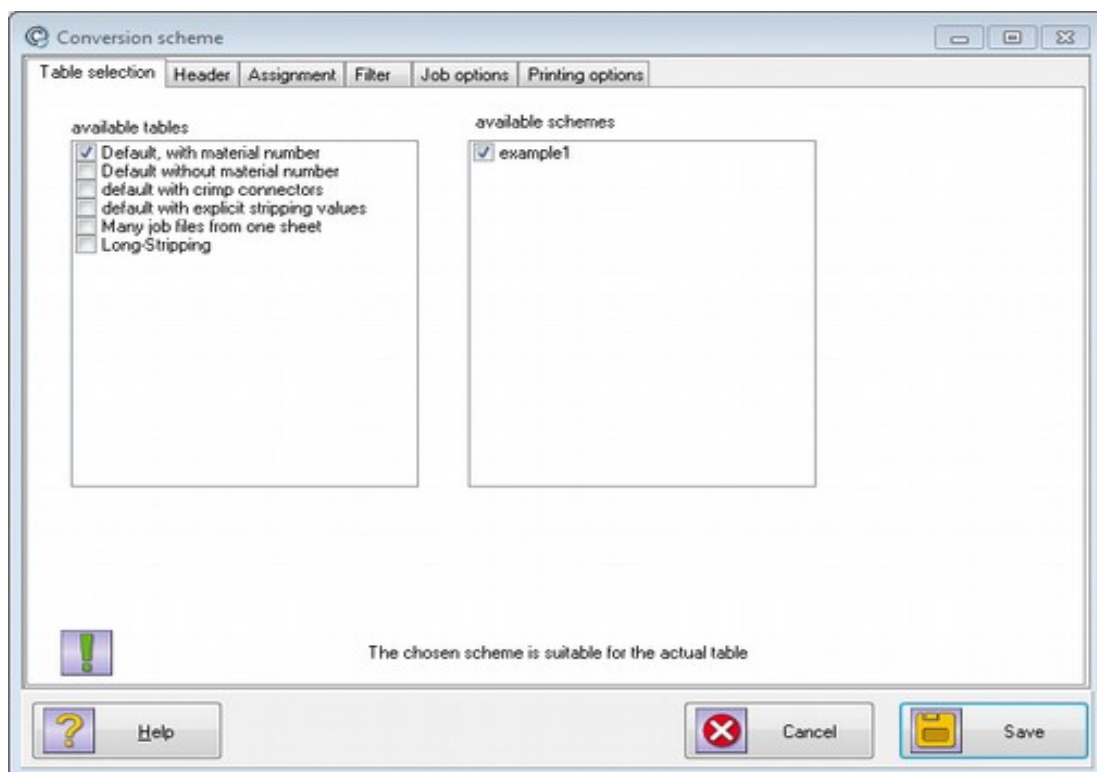 Conversion scheme
Table selection Header Assignment Filter Job options Printing options
available tables
Default, with material number
Default without material number
default with crimp connectors
default with explicit stripping values
Many job files from one sheet
Long-Stripping
available schemes
example1
The chosen scheme is suitable for the actual table
Help Cancel Save